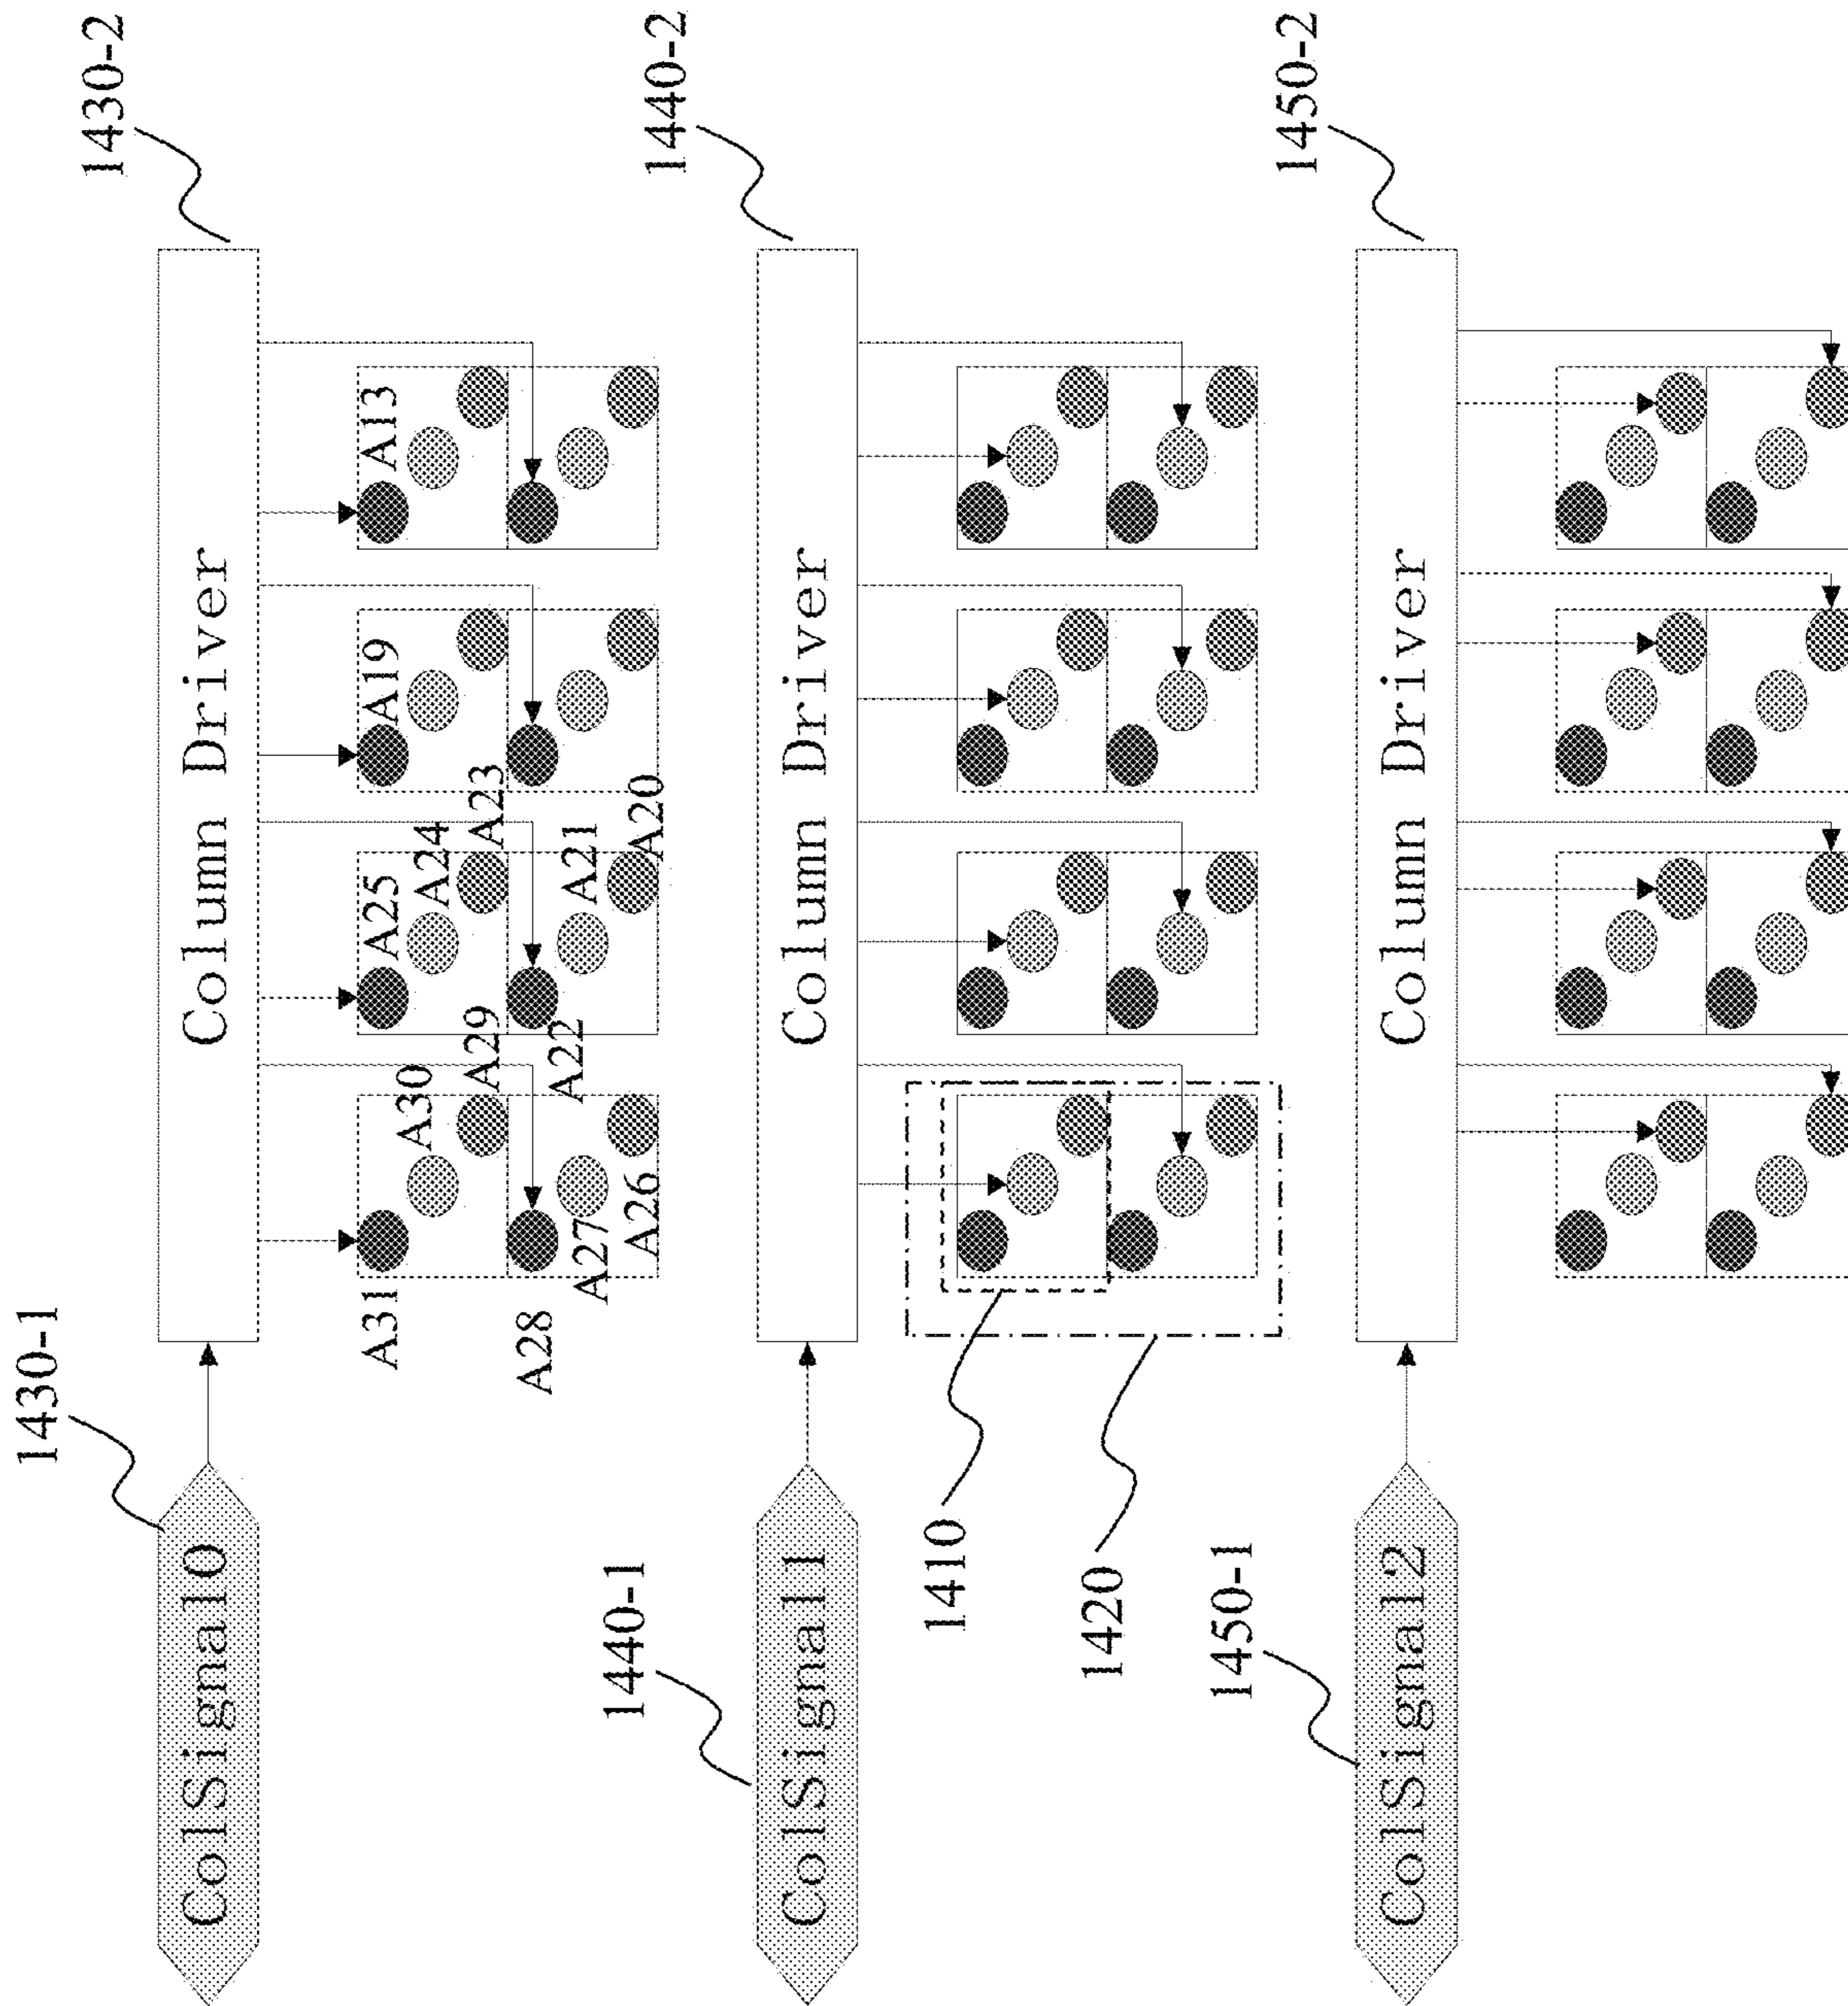 1430-1
1430-2
ColSignal0
Column Driver
A31
A30
A29
A28
A27
A26
A25
A24
A23
A22
A21
A20
A19
A13
1440-1
1440-2
ColSignal1
Column Driver
1410
1420
1450-1
1450-2
ColSignal2
Column Driver